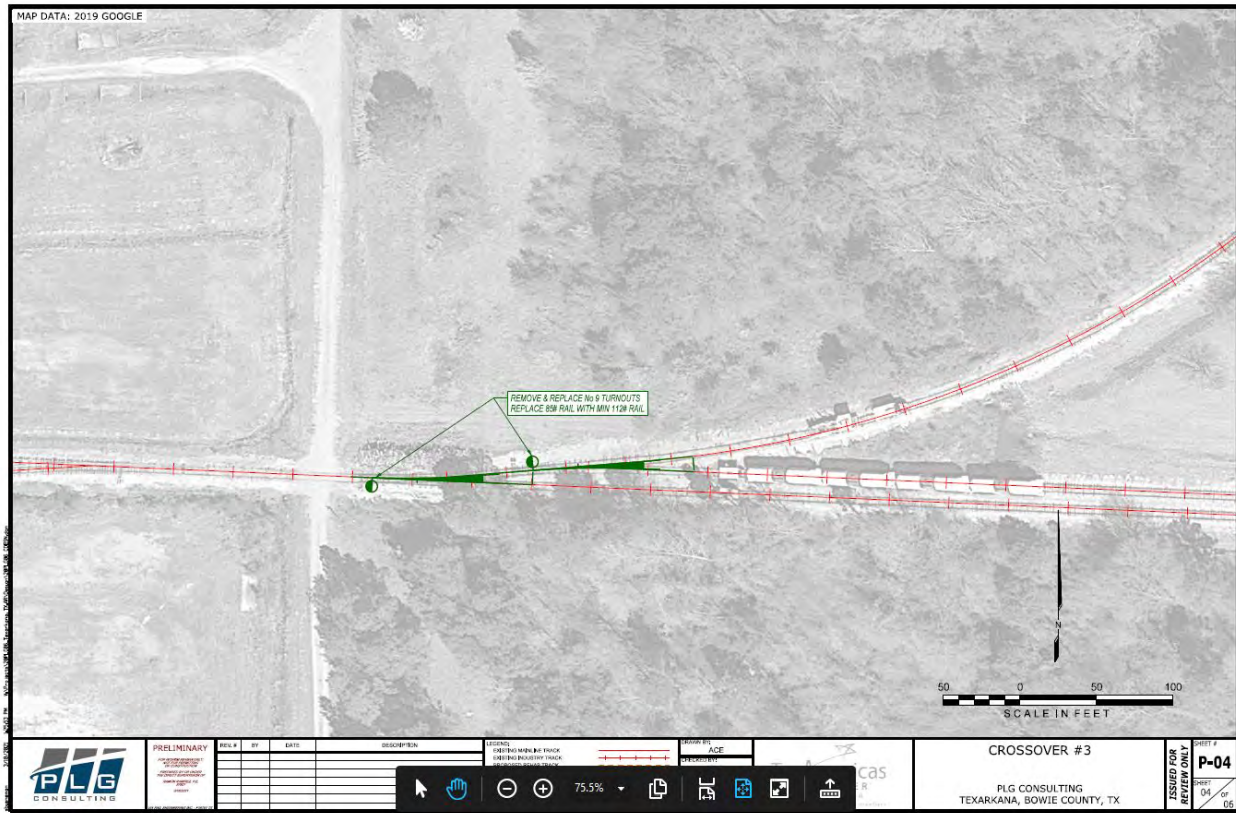 MAP DATA: 2019 GOOGLE
REMOVE & REPLACE No 9 TURNOUTS
REPLACE 85# RAIL WITH MIN 112# RAIL
N
50 0 50 100
SCALE IN FEET
PLG
CONSULTING
PRELIMINARY
REV. # BY DATE DESCRIPTION
LEGEND:
EXISTING MAINLINE TRACK
EXISTING INDUSTRY TRACK
DRAWN BY:
ACE
CHECKED BY:
75.5%
CROSSOVER #3
PLG CONSULTING
TEXARKANA, BOWIE COUNTY, TX
ISSUED FOR
REVIEW ONLY
SHEET #
P-04
SHEET
04 OF
06